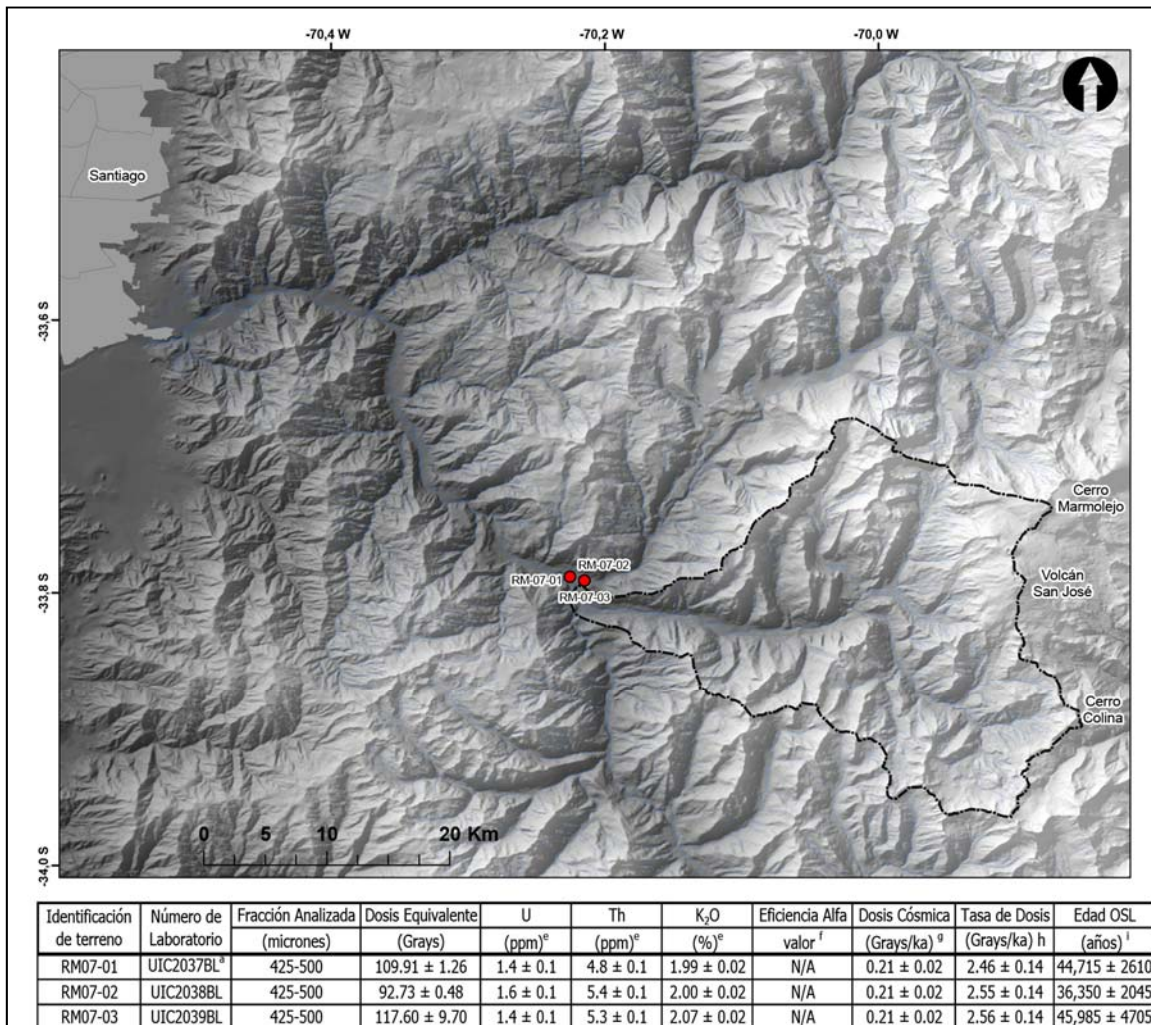 -70,4 W -70,2 W -70,0 W
Santiago
-33,6 S
Cerro
Marmolejo
Volcán
San José
RM-07-02
RM-07-01
-33,8 S
RM-07-03
Cerro
Colina
0 5 10 20 Km
-34,0 S
Identificación de terreno Número de Laboratorio Fracción Analizada (micrones) Dosis Equivalente (Grays) U (ppm)e Th (ppm)e K2O (%)e Eficiencia Alfa valor f Dosis Cósmica (Grays/ka) g Tasa de Dosis (Grays/ka) h Edad OSL (años) i
RM07-01 UIC2037BLa 425-500 109.91 ± 1.26 1.4 ± 0.1 4.8 ± 0.1 1.99 ± 0.02 N/A 0.21 ± 0.02 2.46 ± 0.14 44,715 ± 2610
RM07-02 UIC2038BL 425-500 92.73 ± 0.48 1.6 ± 0.1 5.4 ± 0.1 2.00 ± 0.02 N/A 0.21 ± 0.02 2.55 ± 0.14 36,350 ± 2045
RM07-03 UIC2039BL 425-500 117.60 ± 9.70 1.4 ± 0.1 5.3 ± 0.1 2.07 ± 0.02 N/A 0.21 ± 0.02 2.56 ± 0.14 45,985 ± 4705